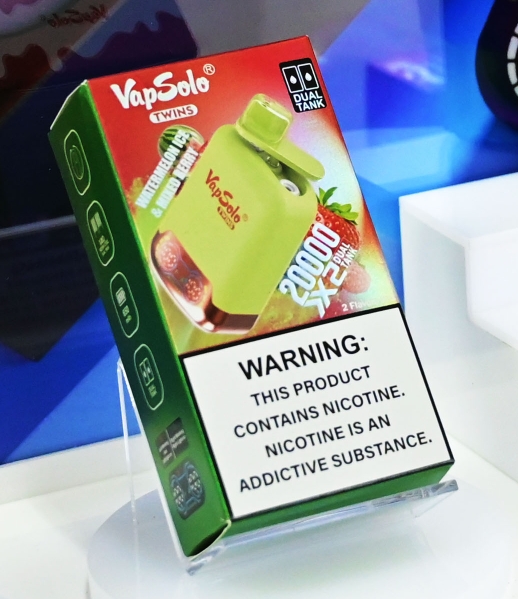 VapSolo®
TWINS
DUAL
TANK
WATERMELON ICE
& MIXED BERRY
VapSolo
TWINS
20000
X2 DUAL
TANK
2
WARNING:
THIS PRODUCT
CONTAINS NICOTINE.
NICOTINE IS AN
ADDICTIVE SUBSTANCE.